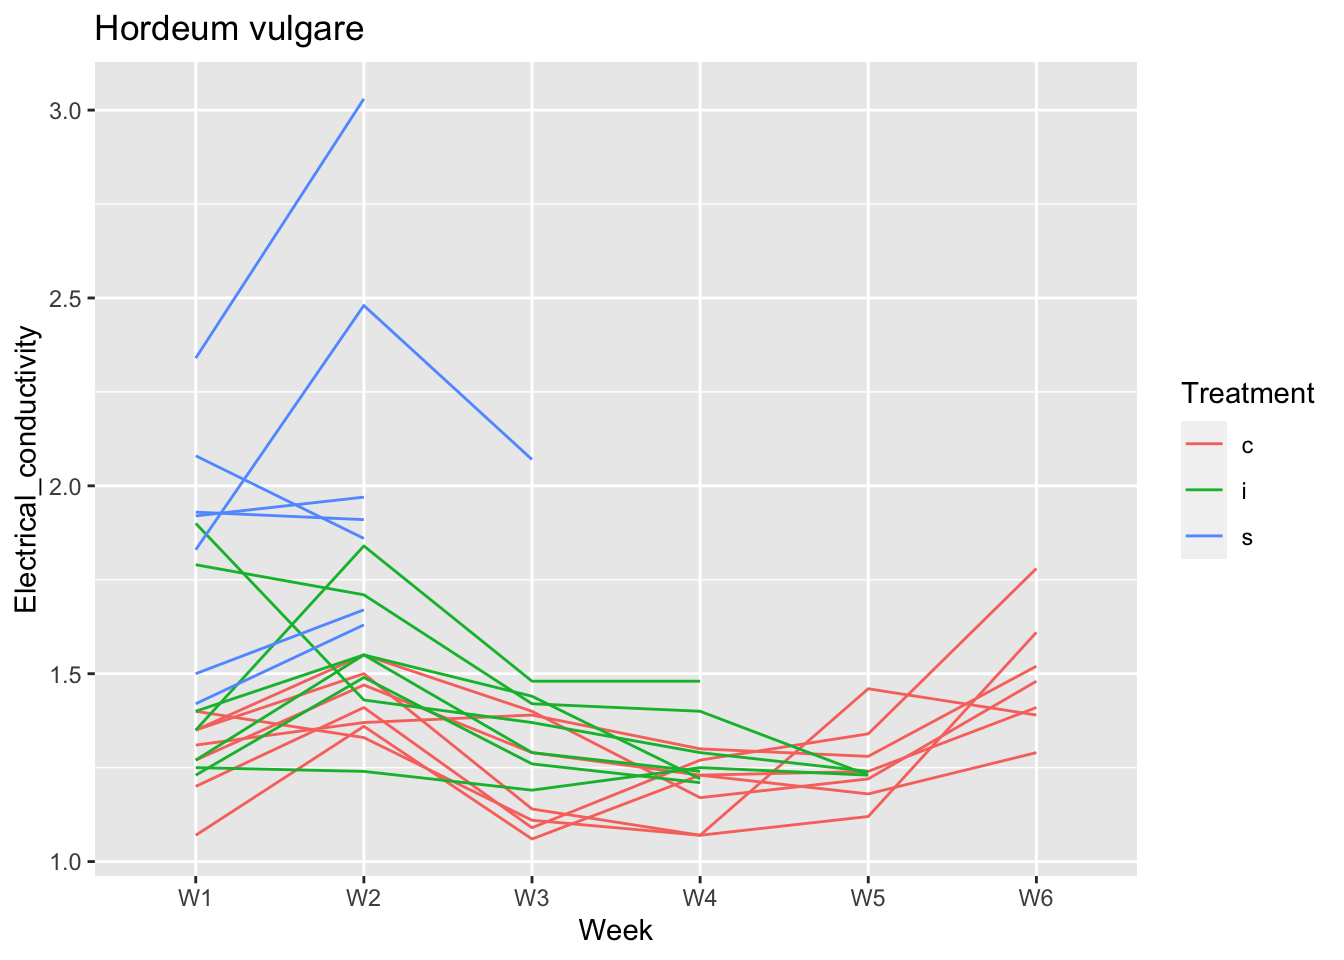 Hordeum vulgare
Electrical_conductivity
3.0
2.5
2.0
1.5
1.0
W1 W2 W3 W4 W5 W6
Week
Treatment
c
i
s